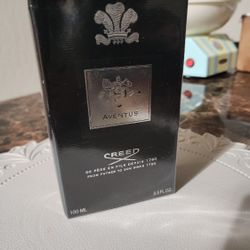 AVENTUS
CREED
DE PÈRE EN FILS DEPUIS 1760
FROM FATHER TO SON SINCE 1760
100 ML
3.3 FL.OZ.